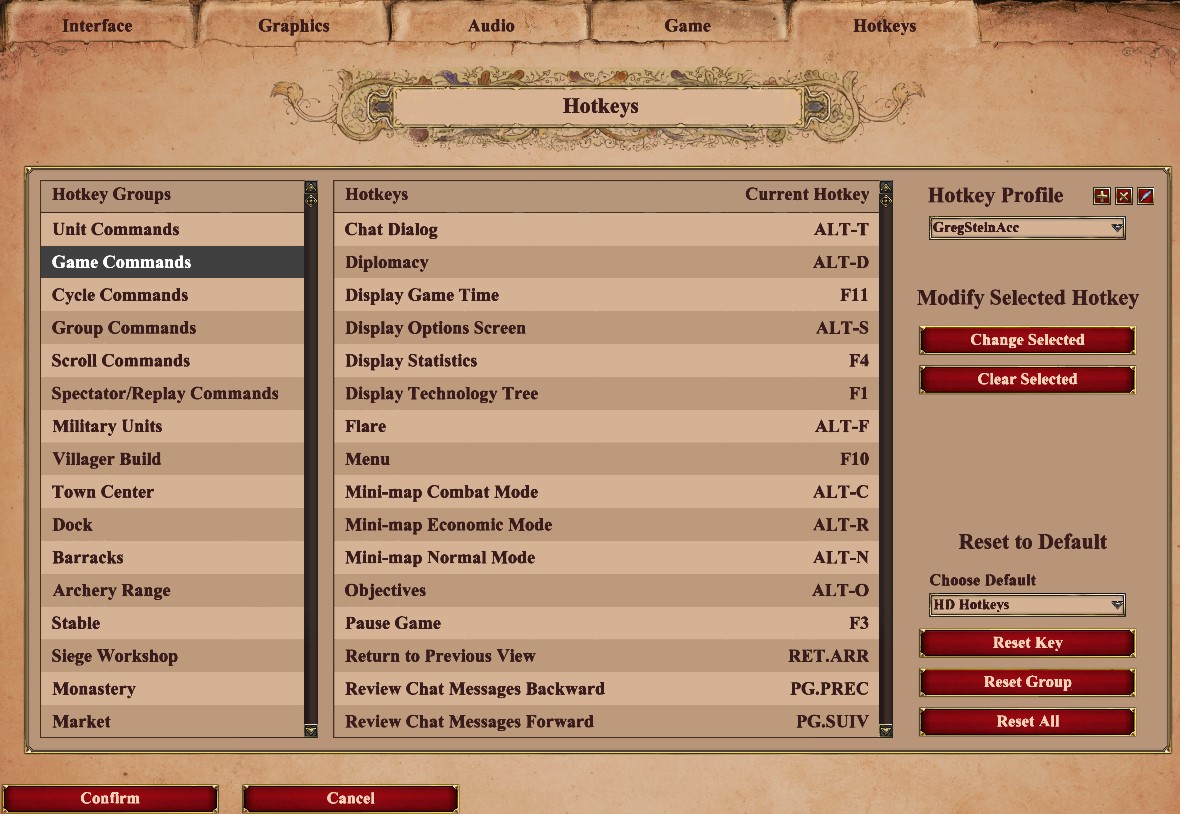 Interface Graphics Audio Game Hotkeys
Hotkeys
Hotkey Groups
Unit Commands
Game Commands
Cycle Commands
Group Commands
Scroll Commands
Spectator/Replay Commands
Military Units
Villager Build
Town Center
Dock
Barracks
Archery Range
Stable
Siege Workshop
Monastery
Market
Hotkeys Current Hotkey
Chat Dialog ALT-T
Diplomacy ALT-D
Display Game Time F11
Display Options Screen ALT-S
Display Statistics F4
Display Technology Tree F1
Flare ALT-F
Menu F10
Mini-map Combat Mode ALT-C
Mini-map Economic Mode ALT-R
Mini-map Normal Mode ALT-N
Objectives ALT-O
Pause Game F3
Return to Previous View RET.ARR
Review Chat Messages Backward PG.PREC
Review Chat Messages Forward PG.SUIV
Hotkey Profile
GregSteinAcc
Modify Selected Hotkey
Change Selected
Clear Selected
Reset to Default
Choose Default
HD Hotkeys
Reset Key
Reset Group
Reset All
Confirm Cancel